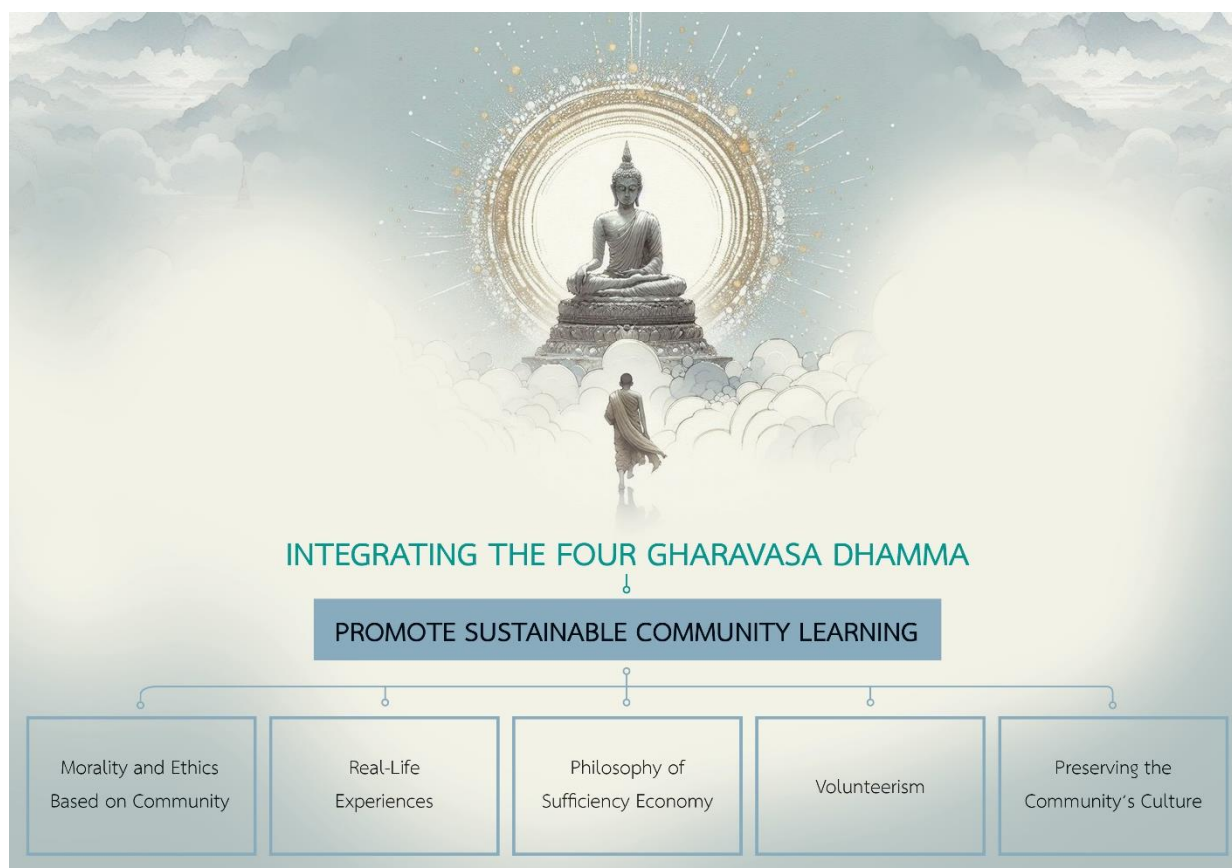 INTEGRATING THE FOUR GHARAVASA DHAMMA
PROMOTE SUSTAINABLE COMMUNITY LEARNING
Morality and Ethics
Based on Community
Real-Life
Experiences
Philosophy of
Sufficiency Economy
Volunteerism
Preserving the
Community's Culture